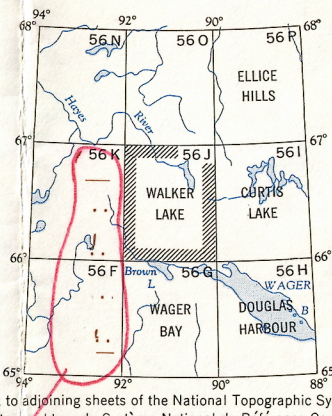 92° 90° 88°
68°
94°
56 N 56 O 56 P
ELLICE
HILLS
Hayes
River
67° 67°
56 K 56 J 56 I
WALKER
LAKE
CURTIS
LAKE
66° 66°
56 F Brown
L
56 G 56 H
WAGER
B
WAGER
BAY
DOUGLAS
HARBOUR
65° 65°
94° 92° 90° 88°
to adjoining sheets of the National Topographic Sy